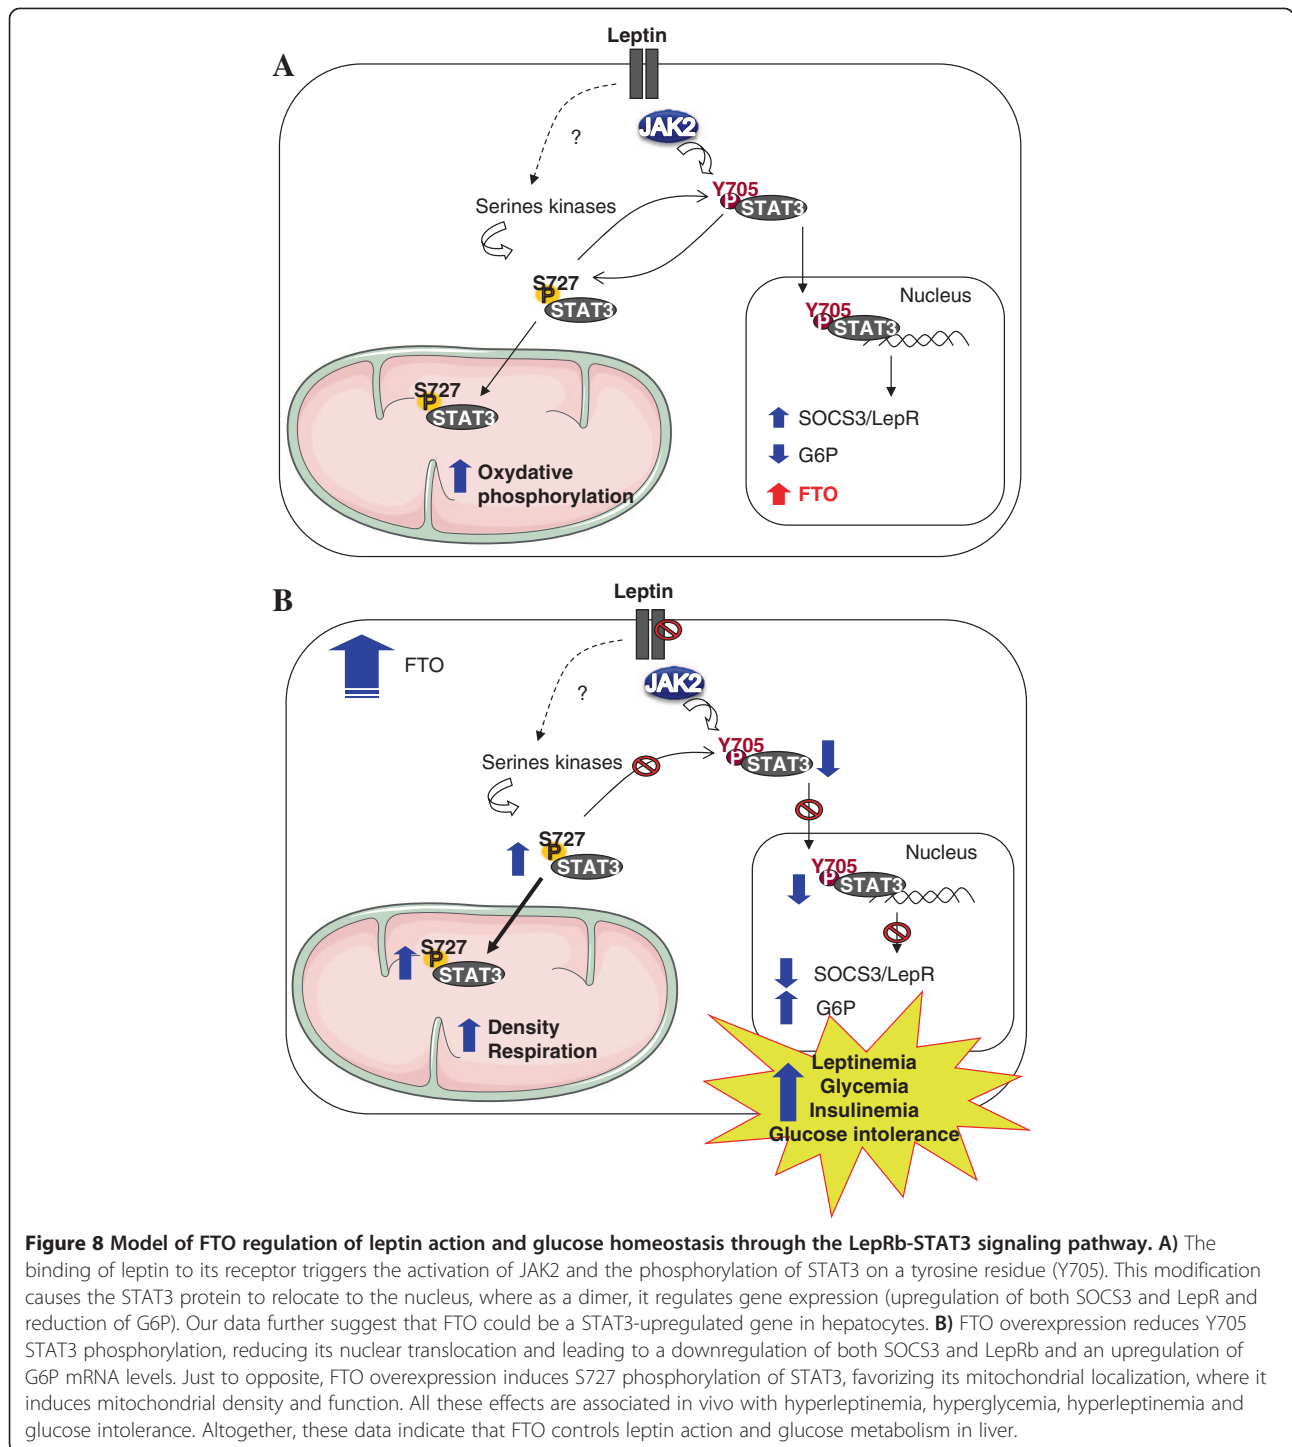 Leptin
A
JAK2
?
Y705
P STAT3
Serines kinases
S727
P
STAT3
Nucleus
Y705
P STAT3
S727
P
STAT3
SOCS3/LepR
G6P
FTO
Oxydative
phosphorylation
B
Leptin
FTO
JAK2
?
Y705
P STAT3
Serines kinases
S727
P
STAT3
Nucleus
Y705
P STAT3
S727
P
STAT3
SOCS3/LepR
G6P
Density
Respiration
Leptinemia
Glycemia
Insulinemia
Glucose intolerance
Figure 8 Model of FTO regulation of leptin action and glucose homeostasis through the LepRb-STAT3 signaling pathway. A) The
binding of leptin to its receptor triggers the activation of JAK2 and the phosphorylation of STAT3 on a tyrosine residue (Y705). This modification
causes the STAT3 protein to relocate to the nucleus, where as a dimer, it regulates gene expression (upregulation of both SOCS3 and LepR and
reduction of G6P). Our data further suggest that FTO could be a STAT3-upregulated gene in hepatocytes. B) FTO overexpression reduces Y705
STAT3 phosphorylation, reducing its nuclear translocation and leading to a downregulation of both SOCS3 and LepRb and an upregulation of
G6P mRNA levels. Just to opposite, FTO overexpression induces S727 phosphorylation of STAT3, favorizing its mitochondrial localization, where it
induces mitochondrial density and function. All these effects are associated in vivo with hyperleptinemia, hyperglycemia, hyperleptinemia and
glucose intolerance. Altogether, these data indicate that FTO controls leptin action and glucose metabolism in liver.